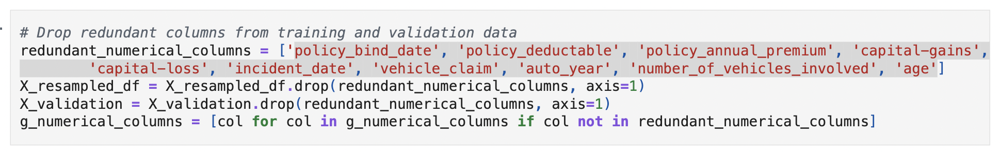 # Drop redundant columns from training and validation data
redundant_numerical_columns = ['policy_bind_date', 'policy_deductable', 'policy_annual_premium', 'capital-gains',
        'capital-loss', 'incident_date', 'vehicle_claim', 'auto_year', 'number_of_vehicles_involved', 'age']
X_resampled_df = X_resampled_df.drop(redundant_numerical_columns, axis=1)
X_validation = X_validation.drop(redundant_numerical_columns, axis=1)
g_numerical_columns = [col for col in g_numerical_columns if col not in redundant_numerical_columns]